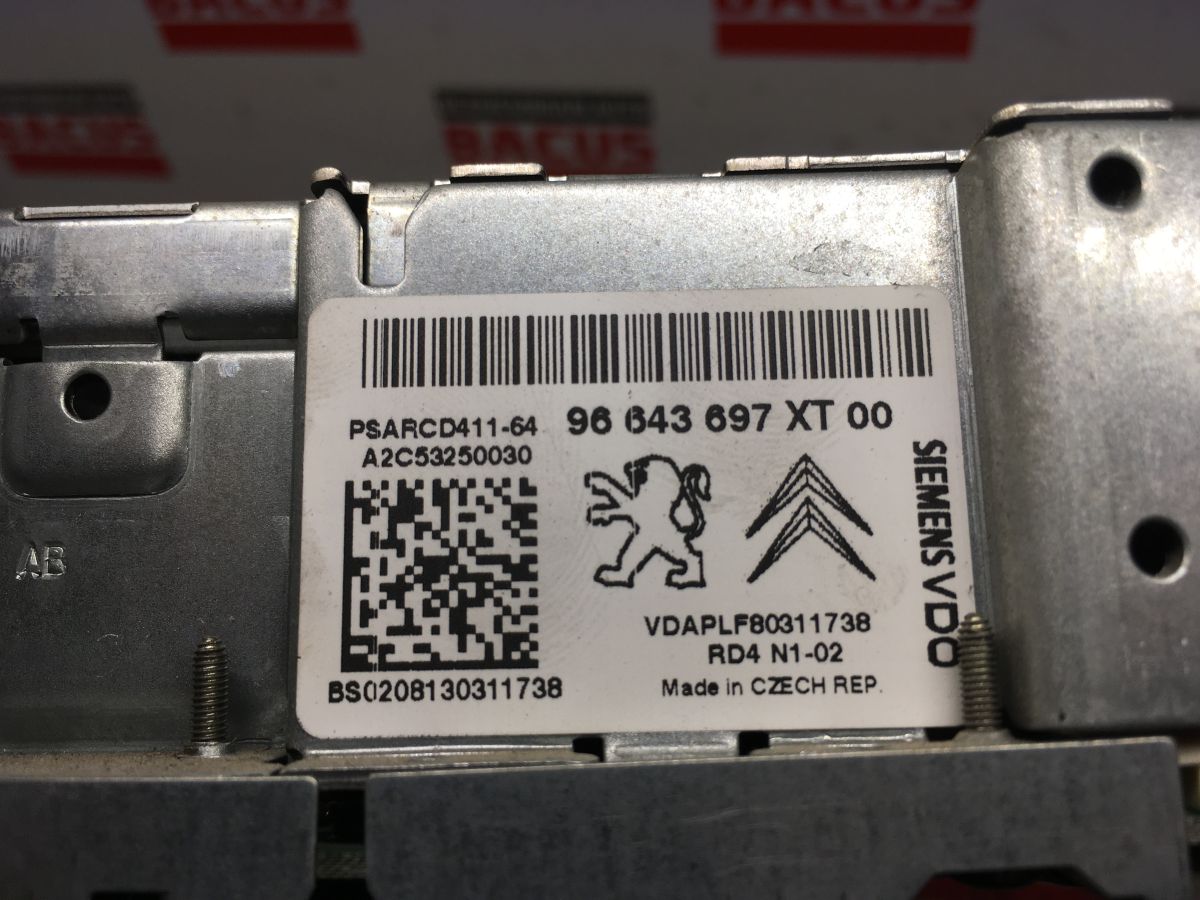 BACUS
BACUS
BACUS
PSARCD411-64
96 643 697 XT 00
A2C53250030
SIEMENS VDO
VDAPLF80311738
RD4 N1-02
BS0208130311738
Made in CZECH REP.
AB